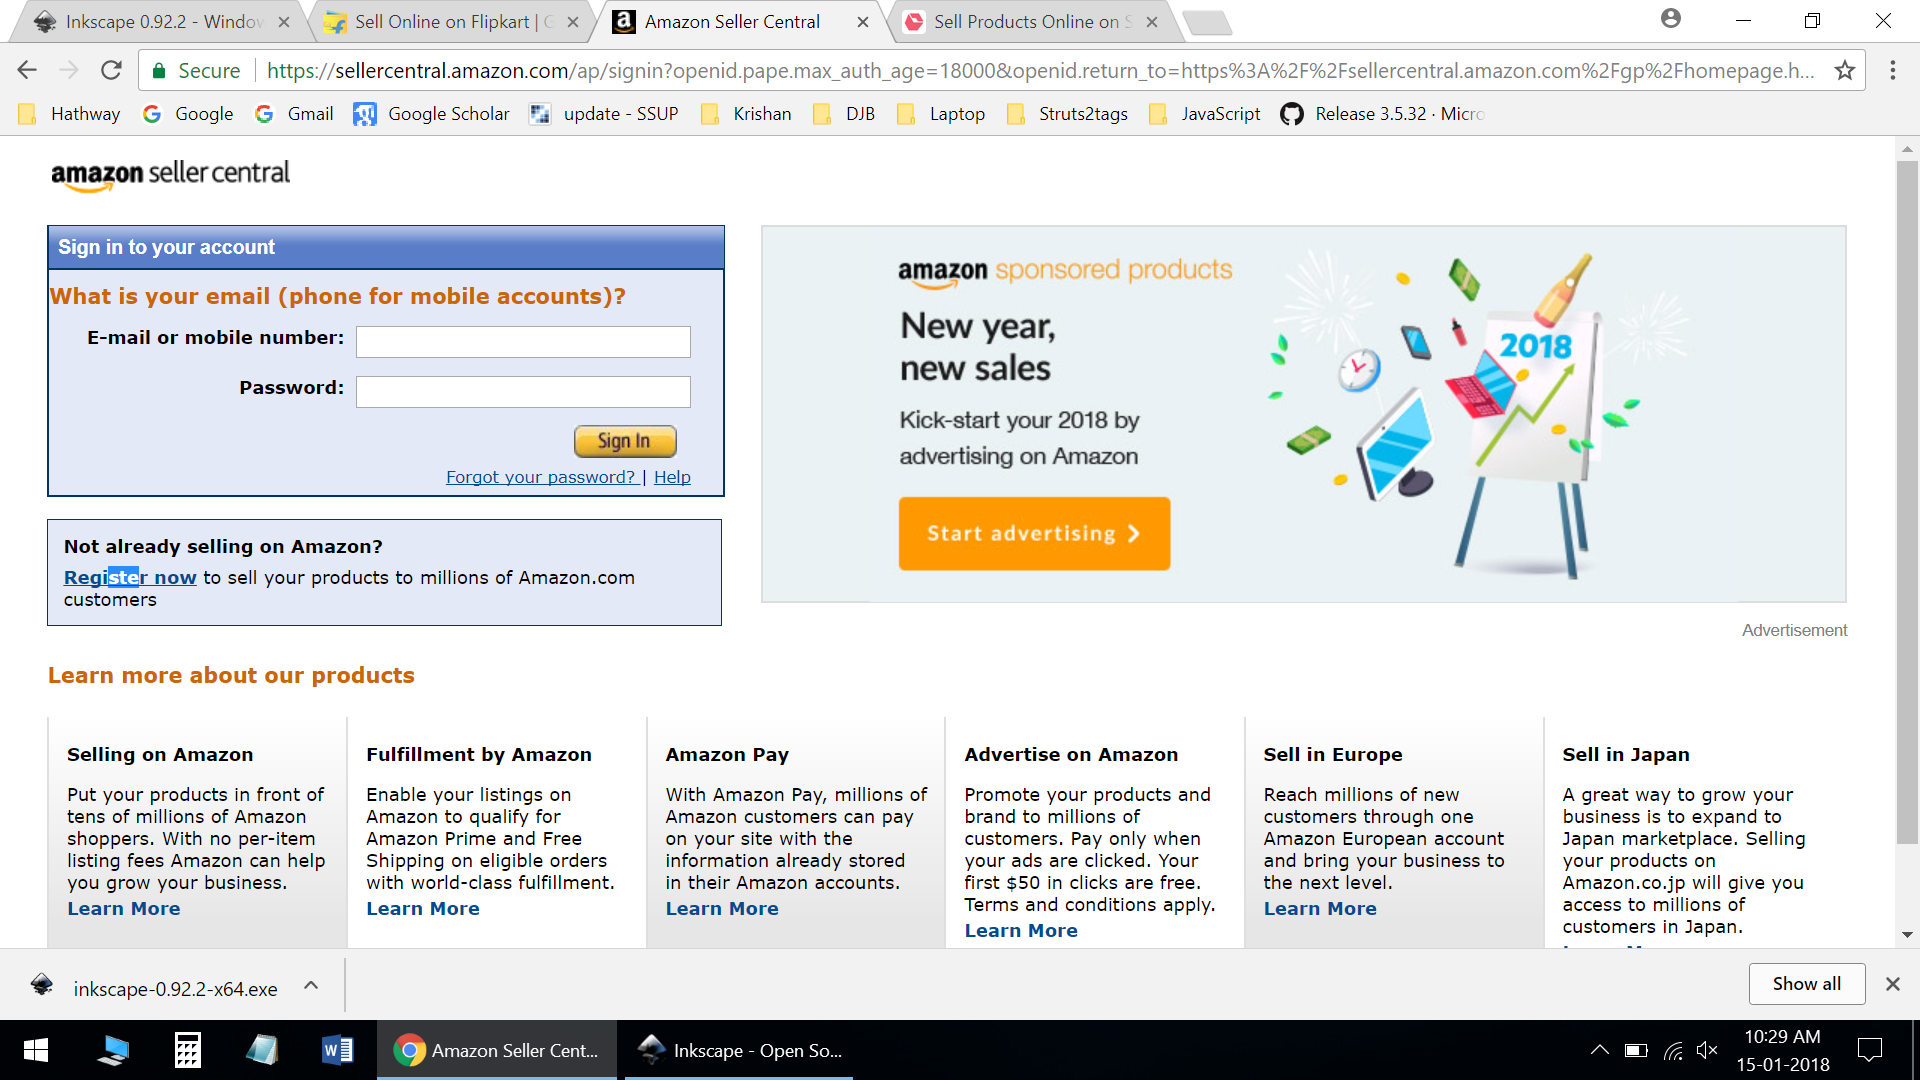 Inkscape 0.92.2 - Window
Sell Online on Flipkart | G
Amazon Seller Central
Sell Products Online on S
Secure
https://sellercentral.amazon.com/ap/signin?openid.pape.max_auth_age=18000&openid.return_to=https%3A%2F%2Fsellercentral.amazon.com%2Fgp%2Fhomepage.h...
Hathway Google Gmail Google Scholar update - SSUP Krishan DJB Laptop Struts2tags JavaScript Release 3.5.32 · Micro
amazon seller central
Sign in to your account
What is your email (phone for mobile accounts)?
E-mail or mobile number:
Password:
Sign In
Forgot your password? | Help
Not already selling on Amazon?
Register now to sell your products to millions of Amazon.com
customers
amazon sponsored products
New year,
new sales
Kick-start your 2018 by
advertising on Amazon
Start advertising
2018
Advertisement
Learn more about our products
Selling on Amazon
Put your products in front of
tens of millions of Amazon
shoppers. With no per-item
listing fees Amazon can help
you grow your business.
Learn More
Fulfillment by Amazon
Enable your listings on
Amazon to qualify for
Amazon Prime and Free
Shipping on eligible orders
with world-class fulfillment.
Learn More
Amazon Pay
With Amazon Pay, millions of
Amazon customers can pay
on your site with the
information already stored
in their Amazon accounts.
Learn More
Advertise on Amazon
Promote your products and
brand to millions of
customers. Pay only when
your ads are clicked. Your
first $50 in clicks are free.
Terms and conditions apply.
Learn More
Sell in Europe
Reach millions of new
customers through one
Amazon European account
and bring your business to
the next level.
Learn More
Sell in Japan
A great way to grow your
business is to expand to
Japan marketplace. Selling
your products on
Amazon.co.jp will give you
access to millions of
customers in Japan.
inkscape-0.92.2-x64.exe
Show all
Amazon Seller Cent...
Inkscape - Open So...
10:29 AM
15-01-2018